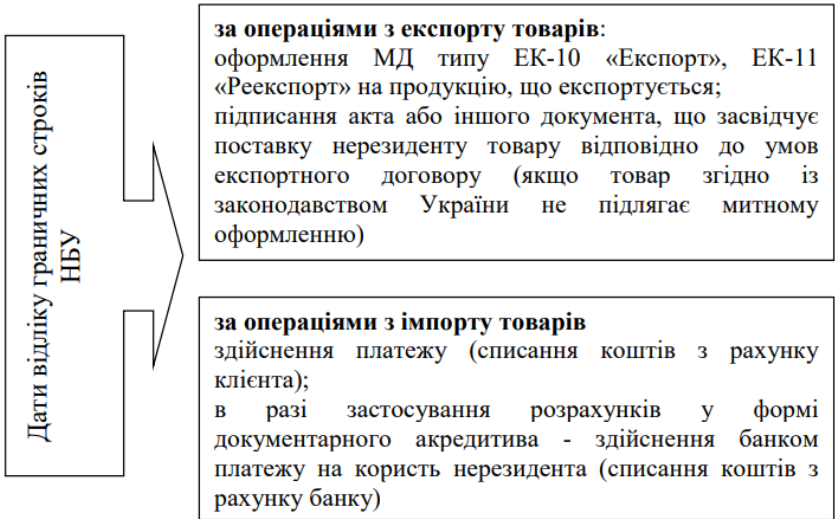 Дати відліку граничних строків
НБУ
за операціями з експорту товарів:
оформлення МД типу ЕК-10 «Експорт», ЕК-11
«Реекспорт» на продукцію, що експортується;
підписання акта або іншого документа, що засвідчує
поставку нерезиденту товару відповідно до умов
експортного договору (якщо товар згідно із
законодавством України не підлягає митному
оформленню)
за операціями з імпорту товарів
здійснення платежу (списання коштів з рахунку
клієнта);
в разі застосування розрахунків у формі
документарного акредитива - здійснення банком
платежу на користь нерезидента (списання коштів з
рахунку банку)